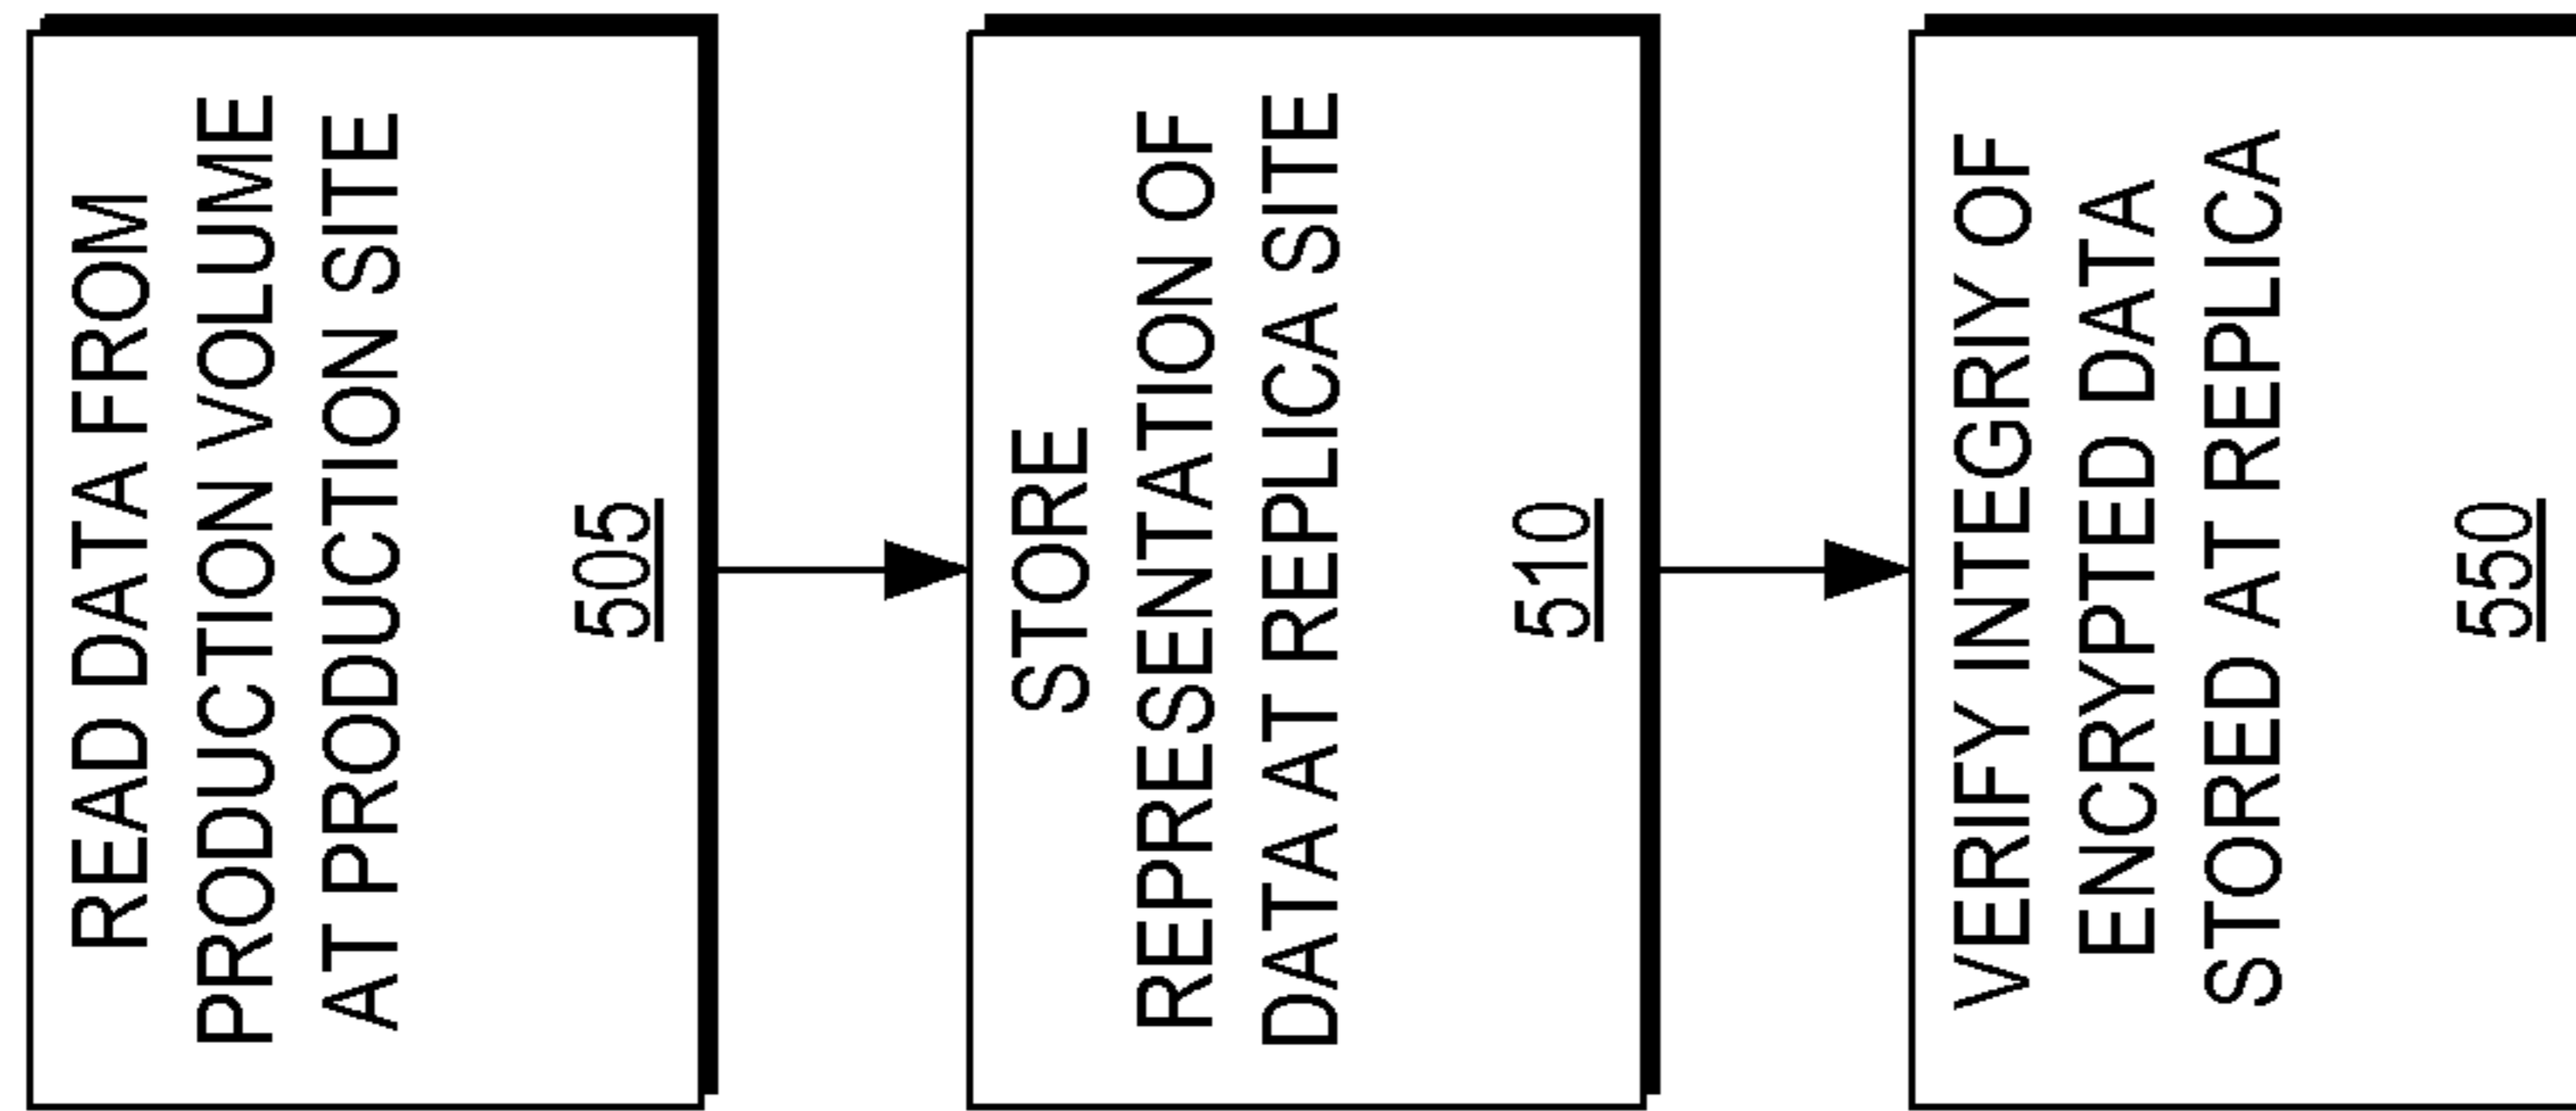 READ DATA FROM
PRODUCTION VOLUME
AT PRODUCTION SITE
505
STORE
REPRESENTATION OF
DATA AT REPLICA SITE
510
VERIFY INTEGRIY OF
ENCRYPTED DATA
STORED AT REPLICA
550